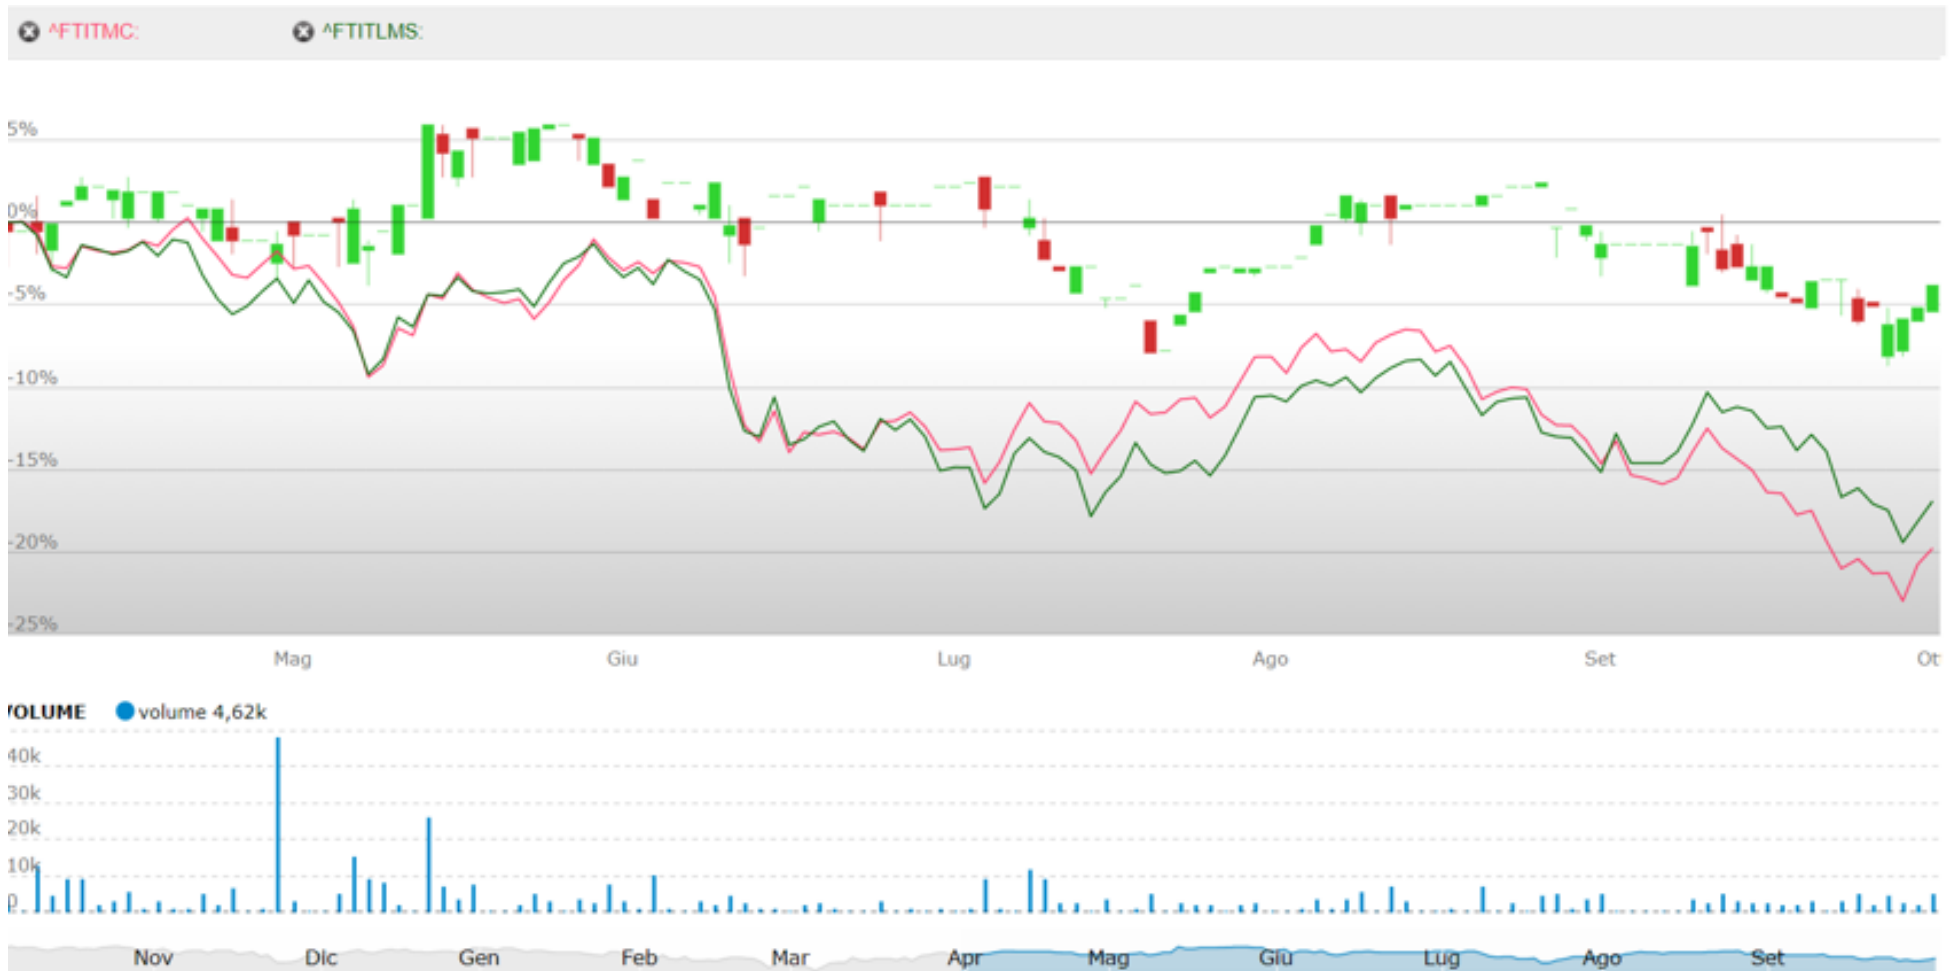 ^FTITMC: ^FTITLMS:
5%
0%
-5%
-10%
-15%
-20%
-25%
Mag Giu Lug Ago Set Ot
VOLUME volume 4,62k
40k
30k
20k
10k
0
Nov Dic Gen Feb Mar Apr Mag Giu Lug Ago Set